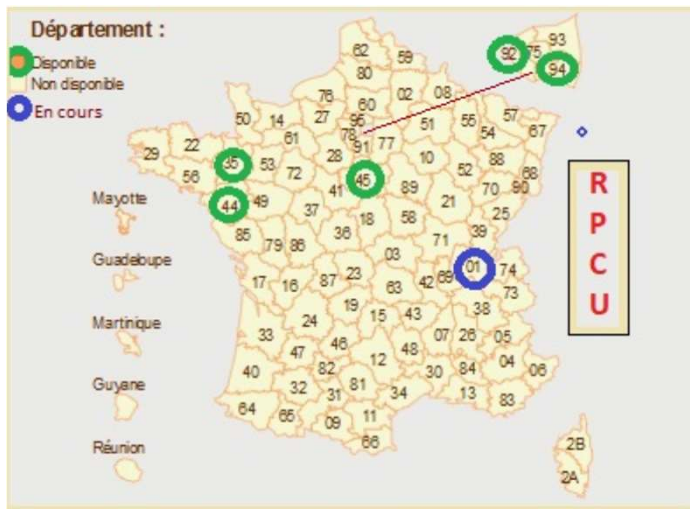 Département :
Disponible
Non disponible
En cours
92 75 93
94
62 59
80
76 60 02 08
50 14 27 95 51 55 57
78 77 54 67
29 22 35 53 61 28 91 10 88 68
56 72 45 52
44 49 41 89 70 90
37 18 58 21 25
85 36 39
79 86 03 71
17 16 87 23 63 42 69 01 74
73
19 38
24 15 43
33 46 07 26 05
47 12 48
40 82 30 84 04 06
32 31 81 34 13 83
64 65 09 11
66
2B
2A
Mayotte
Guadeloupe
Martinique
Guyane
Réunion
R
P
C
U